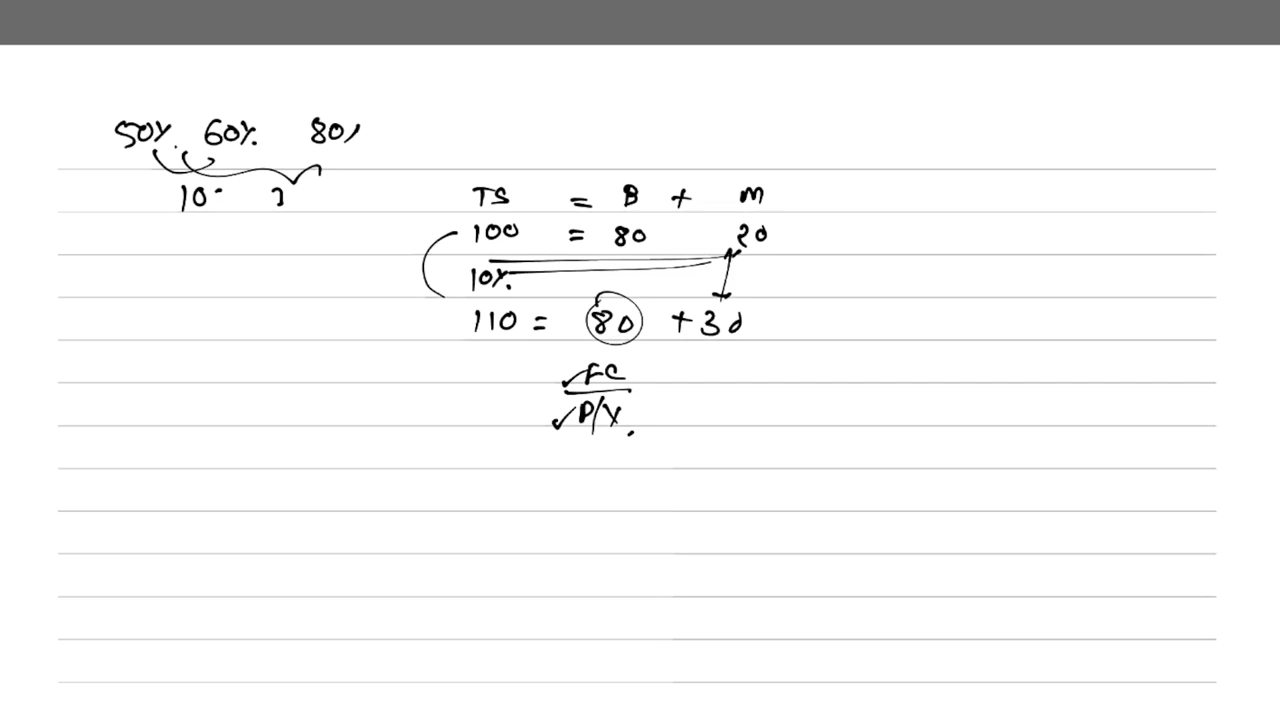 50%. 60%. 80%
10
TS = B + M
100 = 80 20
10%.
110 = 80 + 30
FC
P/V.